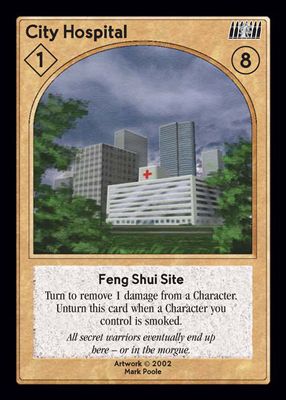 City Hospital
1
8
Feng Shui Site
Turn to remove 1 damage from a Character.
Unturn this card when a Character you
control is smoked.
All secret warriors eventually end up
here – or in the morgue.
Artwork © 2002
Mark Poole